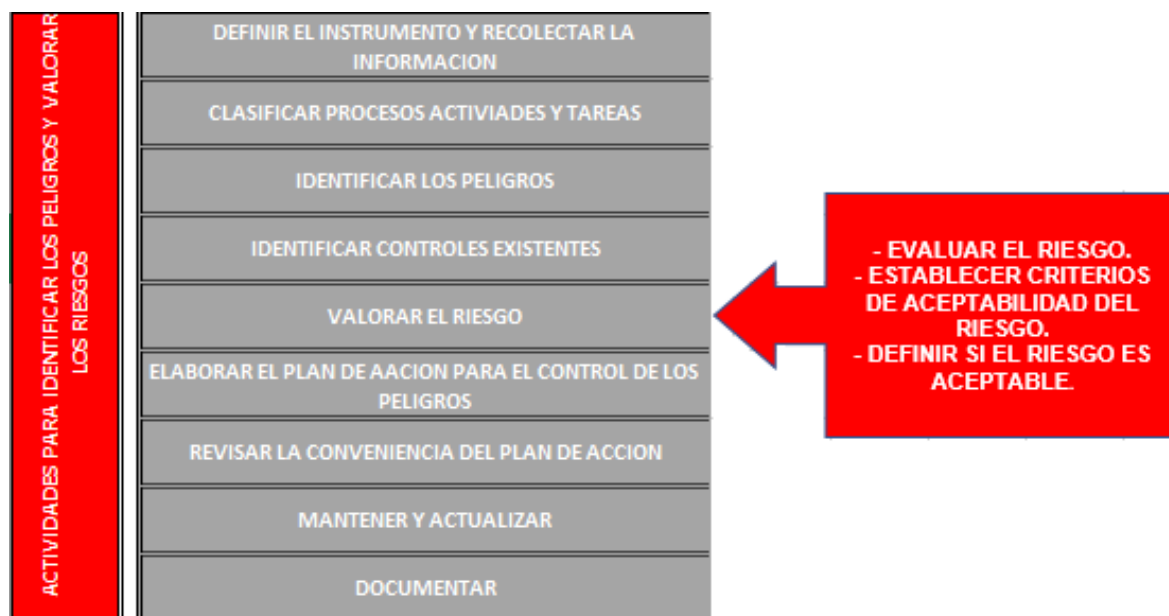 ACTIVIDADES PARA IDENTIFICAR LOS PELIGROS Y VALORAR
LOS RIESGOS
DEFINIR EL INSTRUMENTO Y RECOLECTAR LA
INFORMACION
CLASIFICAR PROCESOS ACTIVIADES Y TAREAS
IDENTIFICAR LOS PELIGROS
IDENTIFICAR CONTROLES EXISTENTES
VALORAR EL RIESGO
ELABORAR EL PLAN DE AACION PARA EL CONTROL DE LOS
PELIGROS
REVISAR LA CONVENIENCIA DEL PLAN DE ACCION
MANTENER Y ACTUALIZAR
DOCUMENTAR
- EVALUAR EL RIESGO.
- ESTABLECER CRITERIOS
DE ACEPTABILIDAD DEL
RIESGO.
- DEFINIR SI EL RIESGO ES
ACEPTABLE.